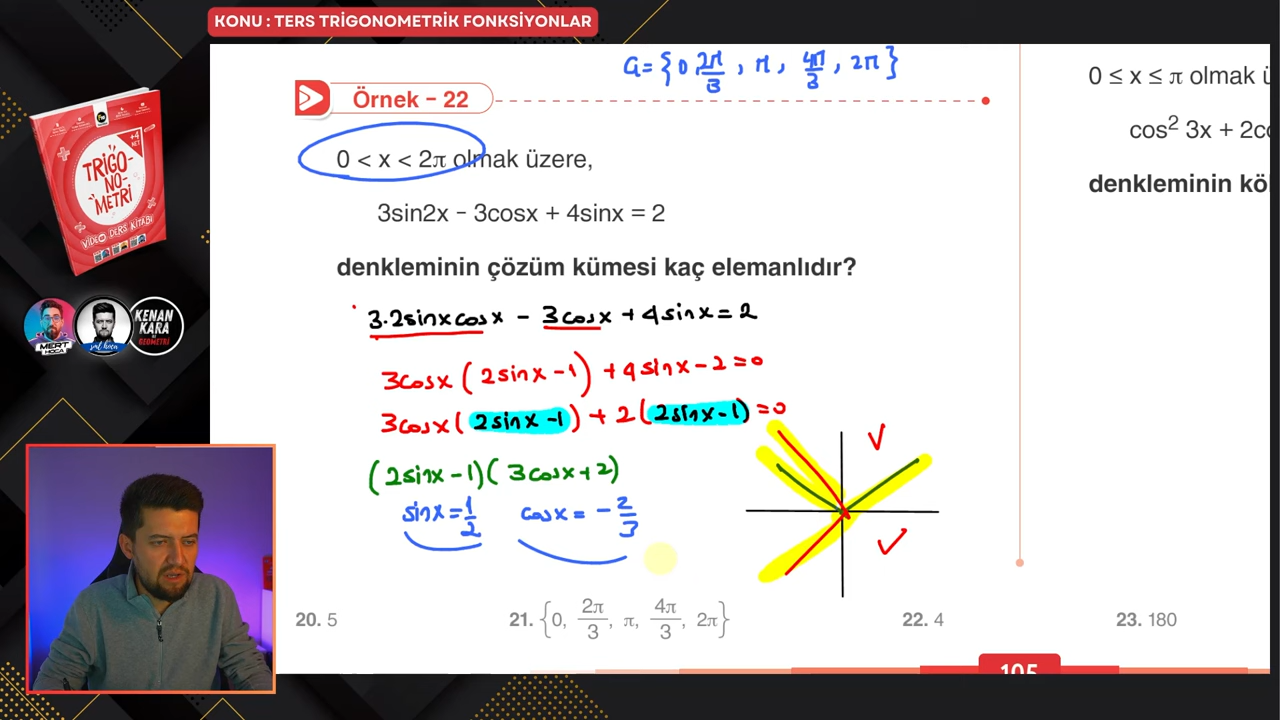 KONU : TERS TRİGONOMETRİK FONKSİYONLAR
Ç = {0, 2π/3, π, 4π/3, 2π}
Örnek – 22
0 < x < 2π olmak üzere,
3sin2x – 3cosx + 4sinx = 2
denkleminin çözüm kümesi kaç elemanlıdır?
3.2sinxcosx – 3cosx + 4sinx = 2
3cosx ( 2sinx – 1) + 4sinx – 2 = 0
3cosx ( 2sinx – 1) + 2 ( 2sinx – 1) = 0
(2sinx – 1)( 3cosx + 2)
sinx = 1/2 cosx = – 2/3
20. 5
21. {0, 2π/3, π, 4π/3, 2π}
22. 4
23. 180
105
0 ≤ x ≤ π olmak
cos² 3x + 2c
denkleminin
+4 NET
TRİGO-
NO-
METRİ
VİDEO DERS KİTABI
MERT HOCA
KENAN
KARA
ile
GEOMETRİ